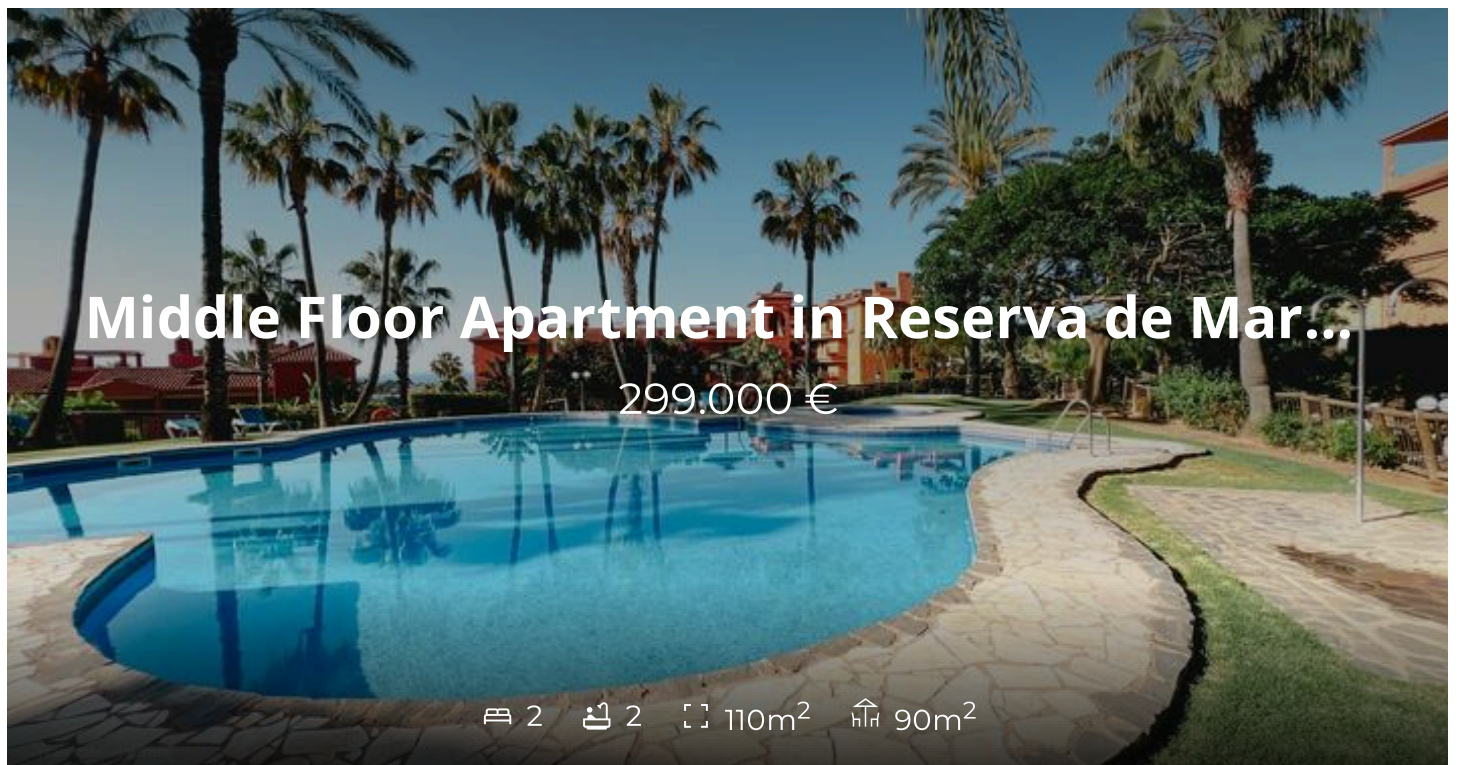 Middle Floor Apartment in Reserva de Mar...
299.000 €
2 2 110m² 90m²